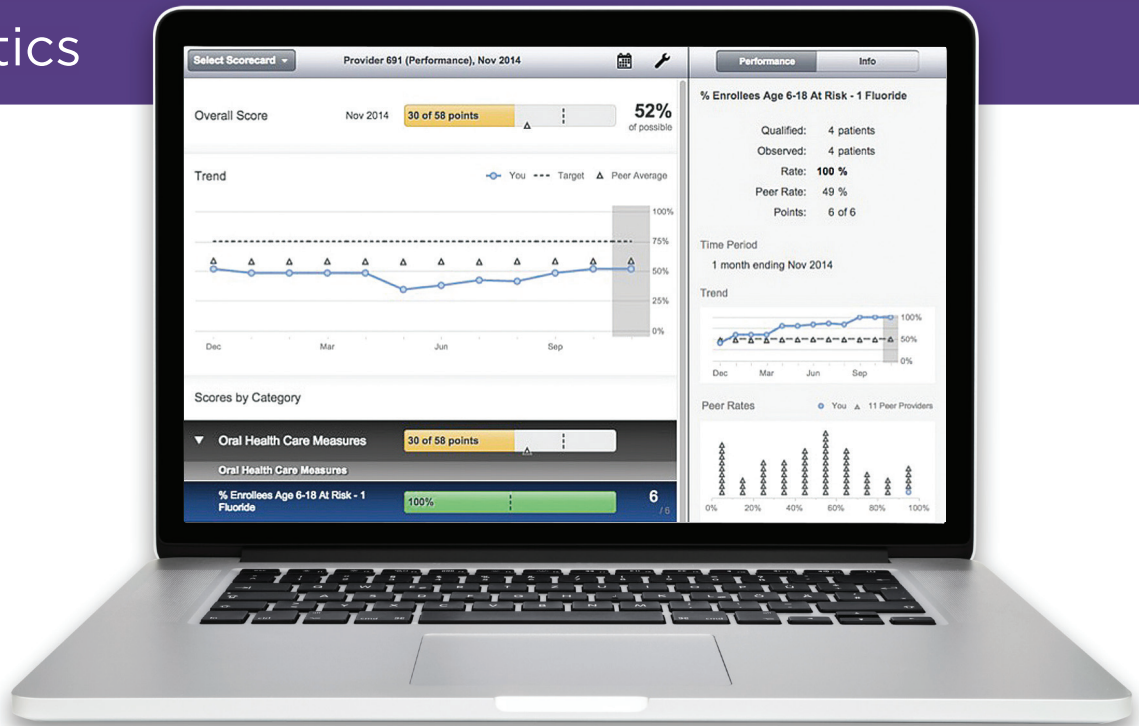 tics
Select Scorecard
Provider 691 (Performance), Nov 2014
Overall Score
Nov 2014
30 of 58 points
52%
of possible
Trend
You
Target
Peer Average
100%
75%
50%
25%
0%
Dec
Mar
Jun
Sep
Scores by Category
Oral Health Care Measures
30 of 58 points
Oral Health Care Measures
% Enrollees Age 6-18 At Risk - 1
Fluoride
100%
6
/ 6
Performance
Info
% Enrollees Age 6-18 At Risk - 1 Fluoride
Qualified: 4 patients
Observed: 4 patients
Rate: 100 %
Peer Rate: 49 %
Points: 6 of 6
Time Period
1 month ending Nov 2014
Trend
100%
50%
0%
Dec
Mar
Jun
Sep
Peer Rates
You
11 Peer Providers
0%
20%
40%
60%
80%
100%